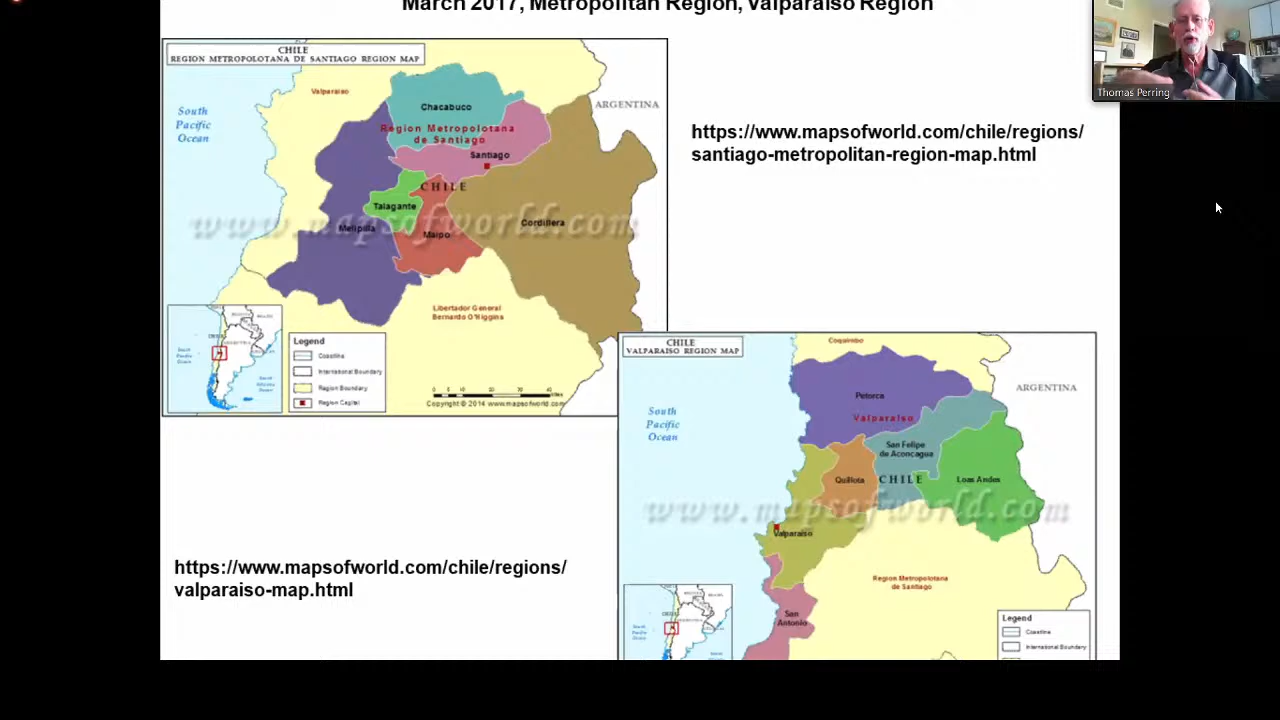 March 2017, Metropolitan Region, Valparaiso Region
CHILE
REGION METROPOLOTANA DE SANTIAGO REGION MAP
Valparaiso
South
Pacific
Ocean
Chacabuco
ARGENTINA
Region Metropolotana
de Santiago
Santiago
CHILE
Talagante
Melipilla
Maipo
Cordillera
www.mapsofworld.com
Libertador General
Bernardo O'Higgins
Legend
Coastline
International Boundary
Region Boundary
Region Capital
Copyright © 2014 www.mapsofworld.com
Thomas Perring
https://www.mapsofworld.com/chile/regions/
santiago-metropolitan-region-map.html
CHILE
VALPARAISO REGION MAP
Coquimbo
ARGENTINA
South
Pacific
Ocean
Petorca
Valparaiso
San Felipe
de Aconcagua
Quillota
CHILE
Loas Andes
www.mapsofworld.com
Valparaiso
Region Metropolotana
de Santiago
San
Antonio
Legend
Coastline
International Boundary
https://www.mapsofworld.com/chile/regions/
valparaiso-map.html